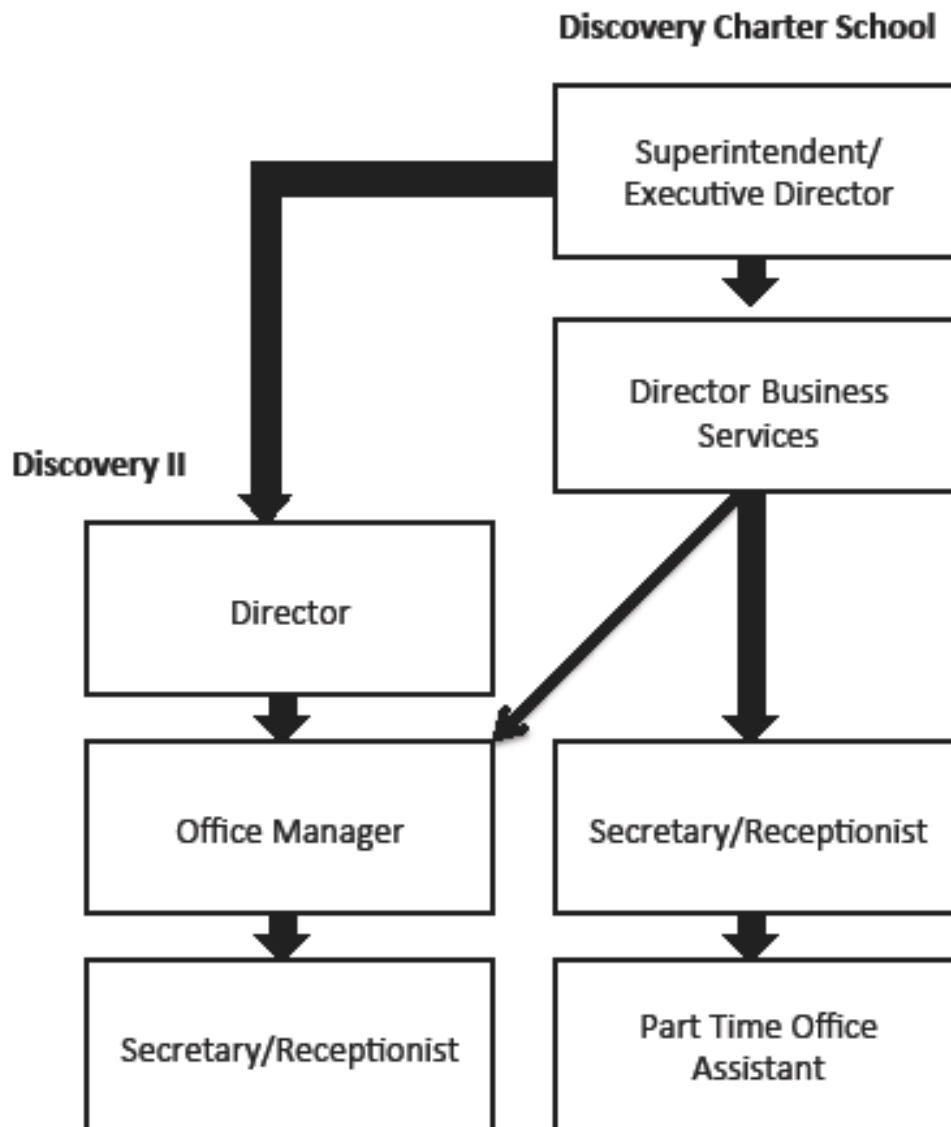 Discovery Charter School
Superintendent/
Executive Director
Director Business
Services
Discovery II
Director
Office Manager
Secretary/Receptionist
Secretary/Receptionist
Part Time Office
Assistant